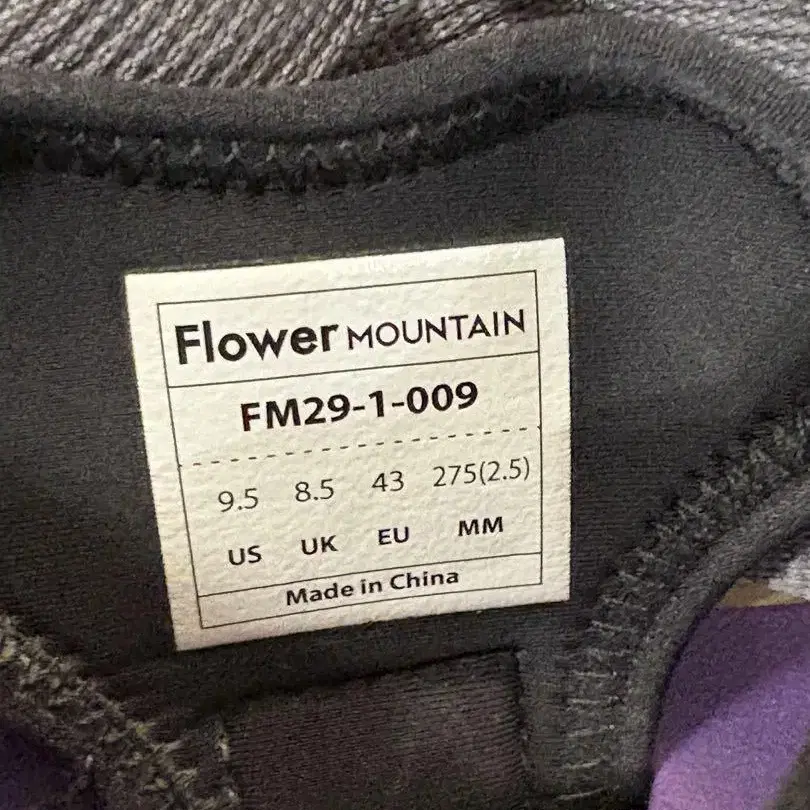 Flower MOUNTAIN
FM29-1-009
9.5 8.5 43 275(2.5)
US UK EU MM
Made in China